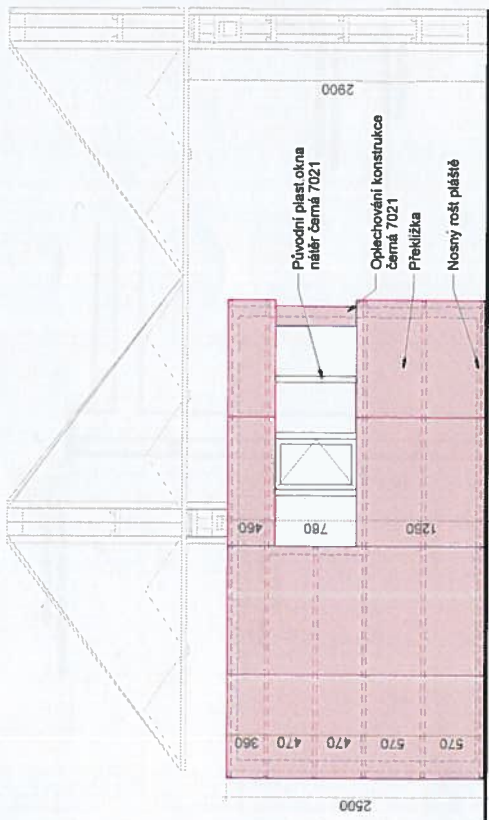 2900
Původní plast.okna
nátěr černá 7021
Oplechování konstrukce
černá 7021
Překližka
Nosný rošt pláště
460
780
1260
360
470
470
570
570
2500